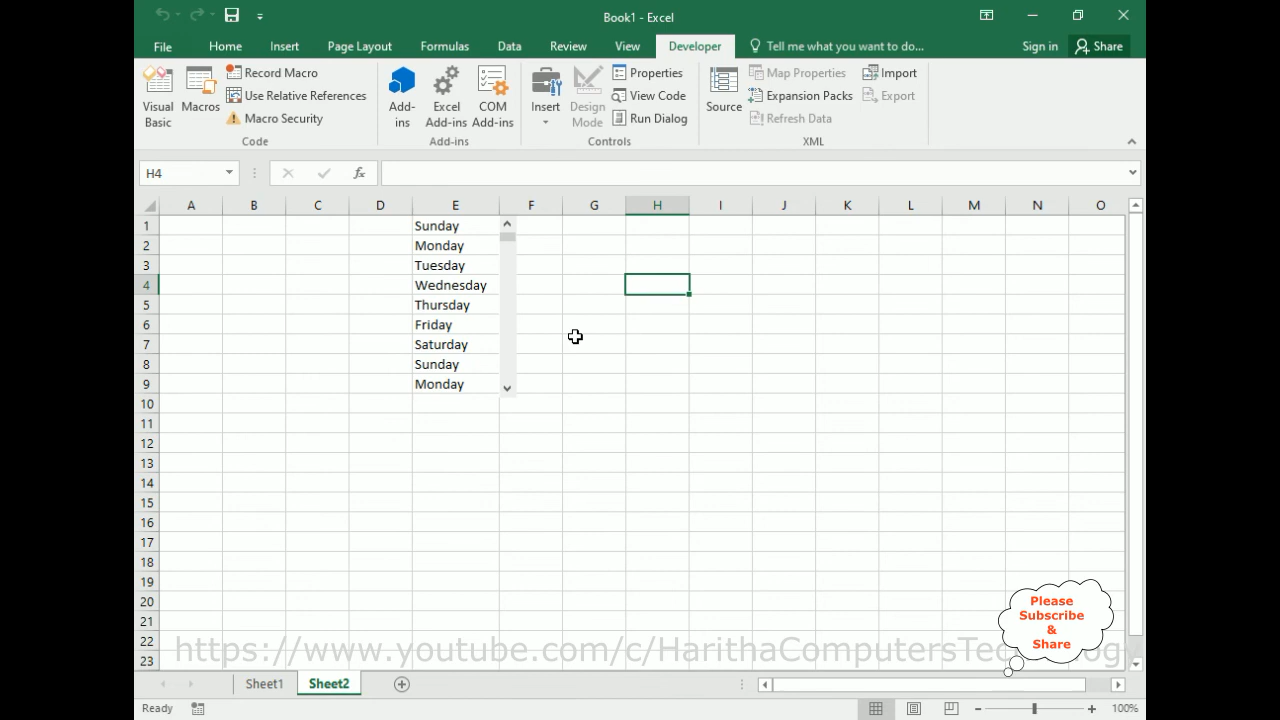 Book1 - Excel
File Home Insert Page Layout Formulas Data Review View Developer Tell me what you want to do... Sign in Share
Visual Basic
Macros
Record Macro
Use Relative References
Macro Security
Code
Add-ins
Excel Add-ins
COM Add-ins
Add-ins
Insert
Design Mode
Properties
View Code
Run Dialog
Controls
Source
Map Properties
Expansion Packs
Refresh Data
Import
Export
XML
H4 fx
A B C D E F G H I J K L M N O
1 Sunday
2 Monday
3 Tuesday
4 Wednesday
5 Thursday
6 Friday
7 Saturday
8 Sunday
9 Monday
10
11
12
13
14
15
16
17
18
19
20
21
22
23
Please
Subscribe
&
Share
https://www.youtube.com/c/HarithaComputersTechnology
Sheet1 Sheet2
Ready 100%